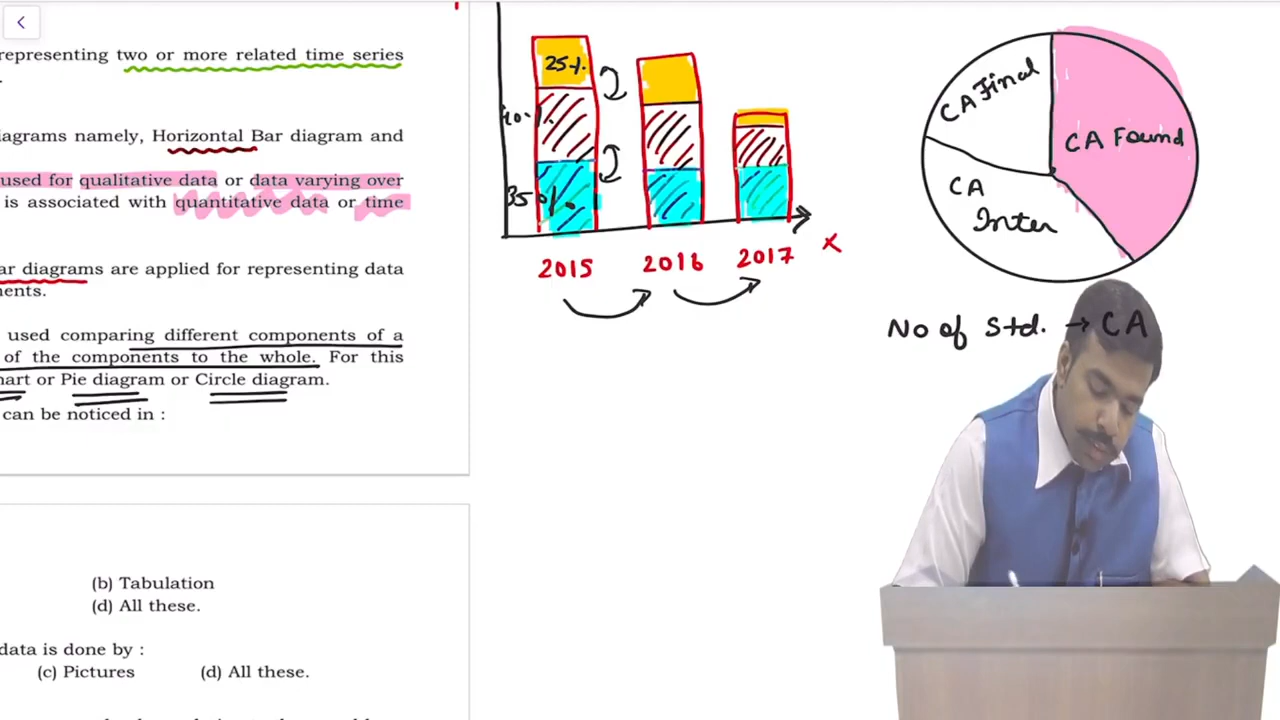 representing two or more related time series
.
iagrams namely, Horizontal Bar diagram and
used for qualitative data or data varying over
is associated with quantitative data or time
ar diagrams are applied for representing data
nents.
used comparing different components of a
of the components to the whole. For this
hart or Pie diagram or Circle diagram.
can be noticed in :
(b) Tabulation
(d) All these.
data is done by :
(c) Pictures (d) All these.
25%
40%
35%
2015 2016 2017 X
CA Final
CA Found
CA
Inter
No of Std. → CA